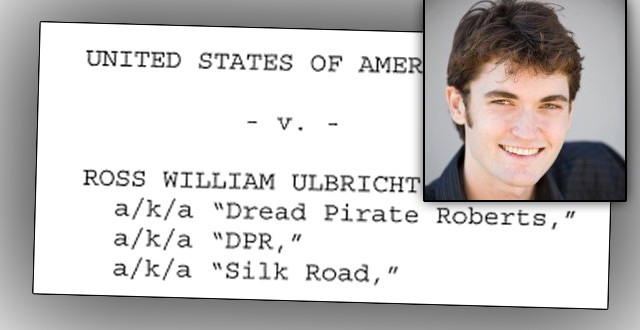 UNITED STATES OF AMER
- v. -
ROSS WILLIAM ULBRICHT
a/k/a “Dread Pirate Roberts,”
a/k/a “DPR,”
a/k/a “Silk Road,”